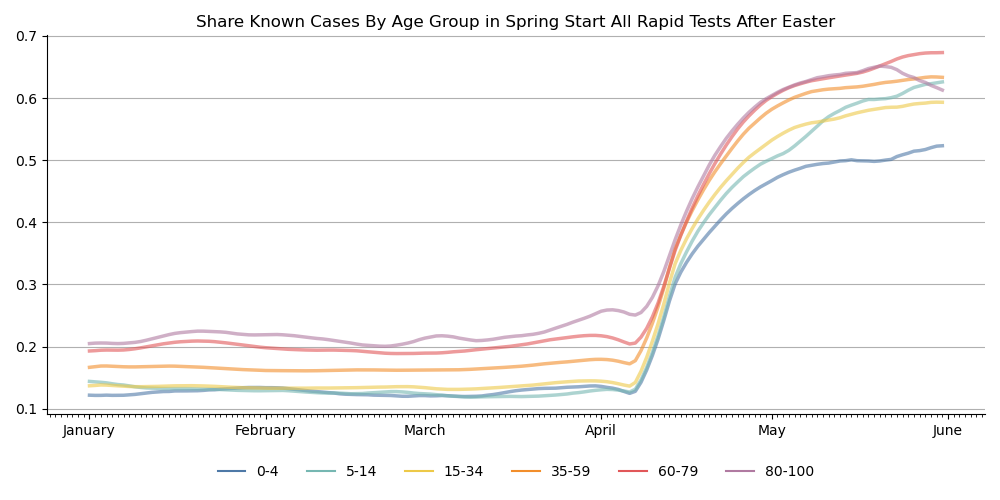 Share Known Cases By Age Group in Spring Start All Rapid Tests After Easter
0.7
0.6
0.5
0.4
0.3
0.2
0.1
January February March April May June
0-4 5-14 15-34 35-59 60-79 80-100